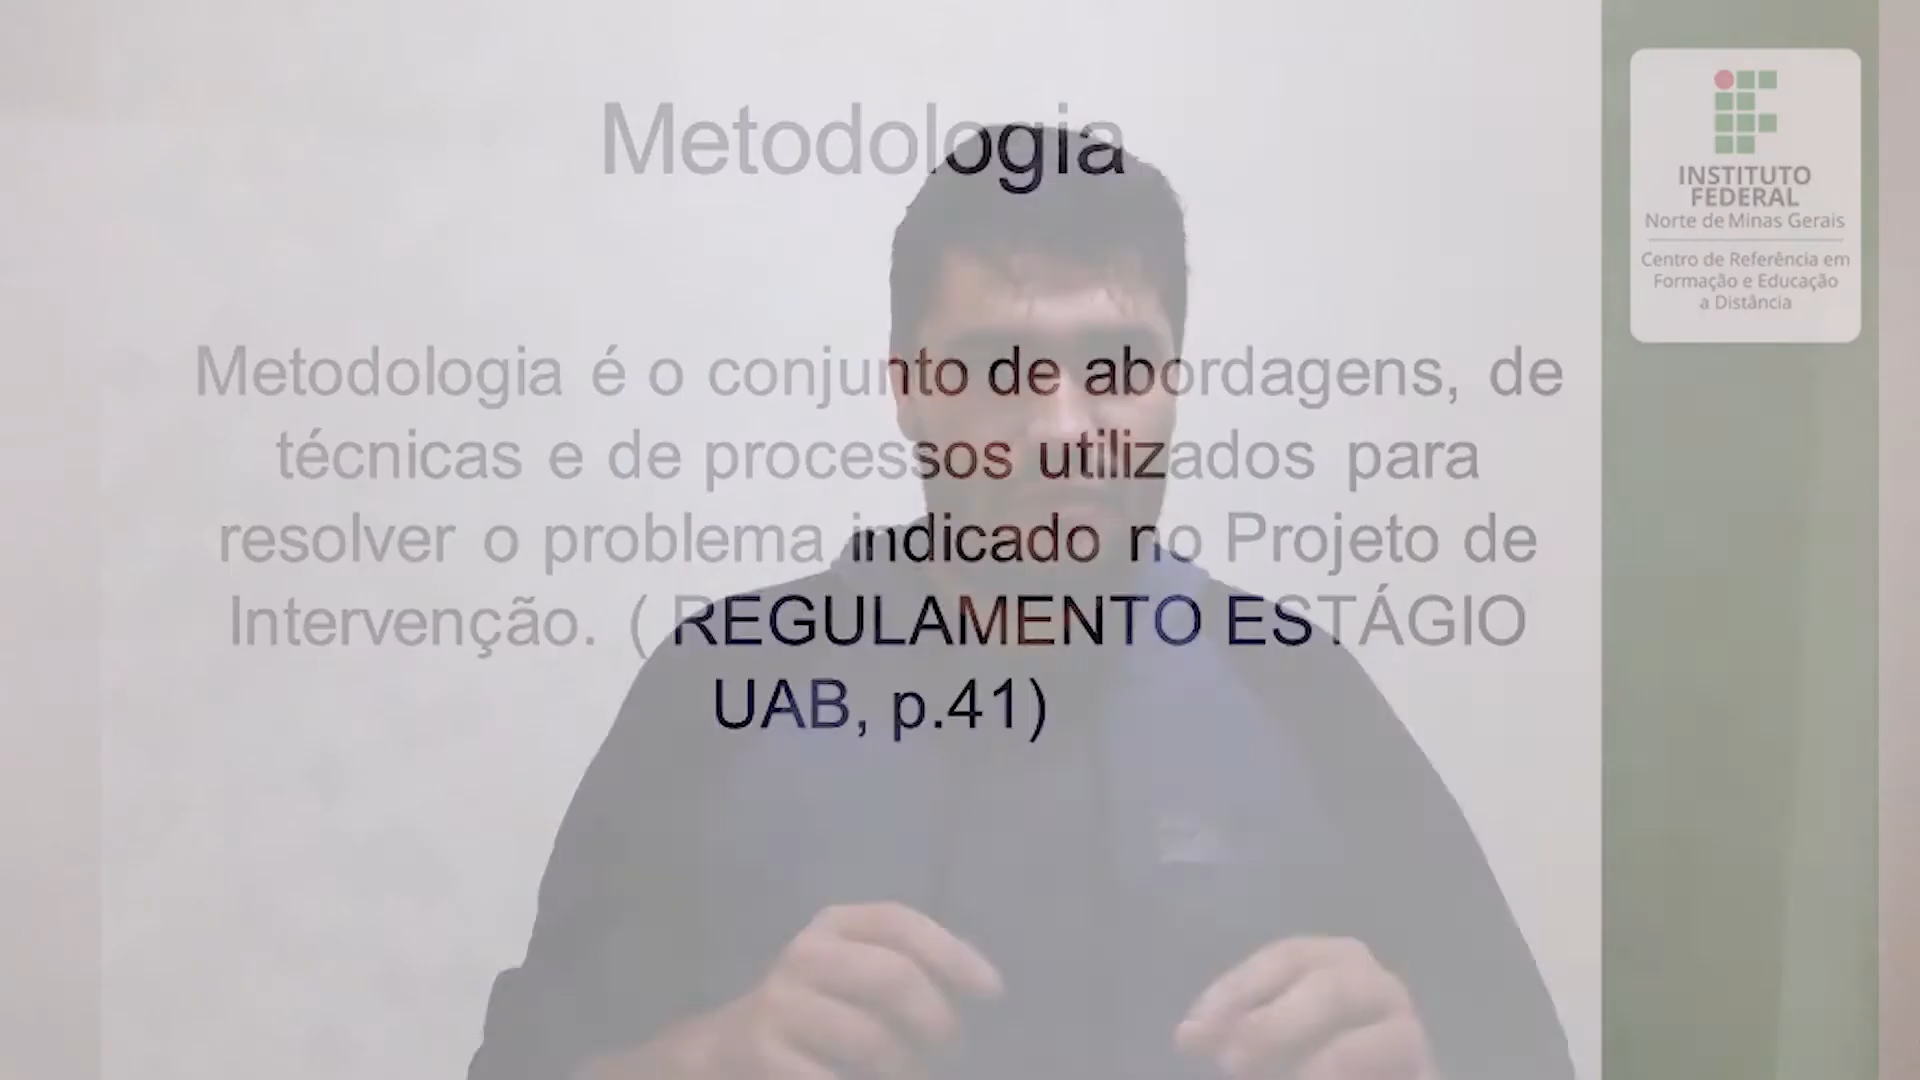 Metodologia
Metodologia é o conjunto de abordagens, de
técnicas e de processos utilizados para
resolver o problema indicado no Projeto de
Intervenção. ( REGULAMENTO ESTÁGIO
UAB, p.41)
INSTITUTO
FEDERAL
Norte de Minas Gerais
Centro de Referência em
Formação e Educação
a Distância